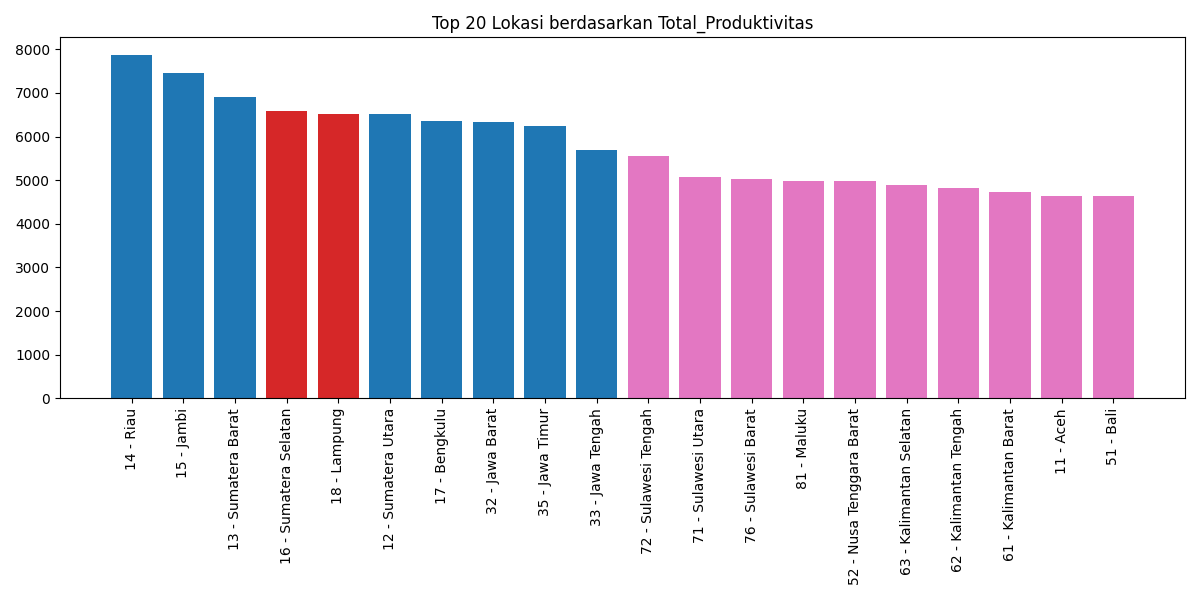 Top 20 Lokasi berdasarkan Total_Produktivitas
8000
7000
6000
5000
4000
3000
2000
1000
0
14 - Riau
15 - Jambi
13 - Sumatera Barat
16 - Sumatera Selatan
18 - Lampung
12 - Sumatera Utara
17 - Bengkulu
32 - Jawa Barat
35 - Jawa Timur
33 - Jawa Tengah
72 - Sulawesi Tengah
71 - Sulawesi Utara
76 - Sulawesi Barat
81 - Maluku
52 - Nusa Tenggara Barat
63 - Kalimantan Selatan
62 - Kalimantan Tengah
61 - Kalimantan Barat
11 - Aceh
51 - Bali